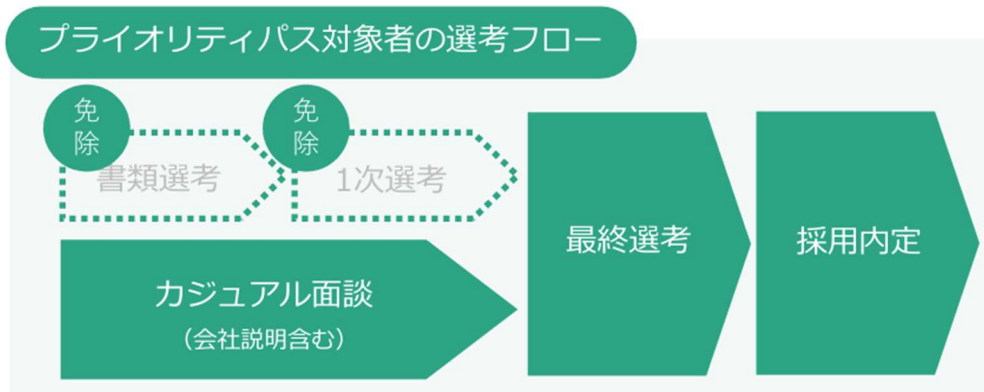 プライオリティパス対象者の選考フロー
免
除
書類選考
免
除
1次選考
カジュアル面談
（会社説明含む）
最終選考
採用内定